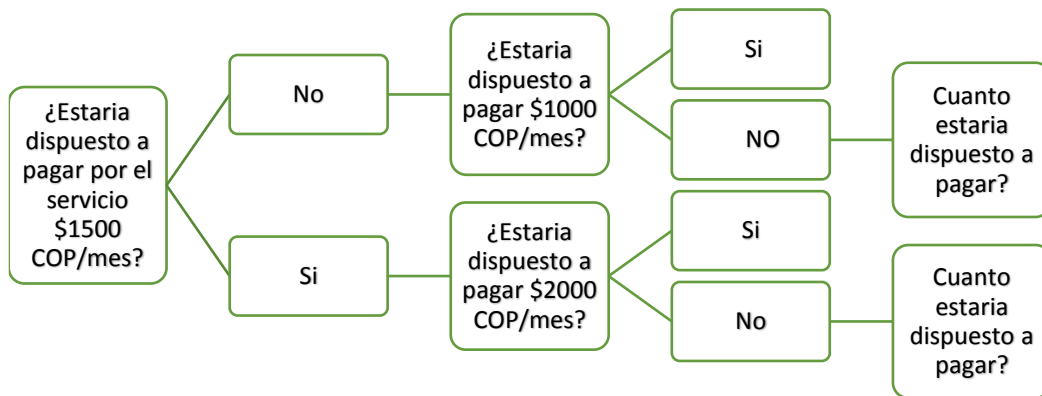 ¿Estaria
dispuesto a
pagar por el
servicio
$1500
COP/mes?
No
¿Estaria
dispuesto a
pagar $1000
COP/mes?
Si
NO
Cuanto
estaria
dispuesto a
pagar?
Si
¿Estaria
dispuesto a
pagar $2000
COP/mes?
Si
No
Cuanto
estaria
dispuesto a
pagar?